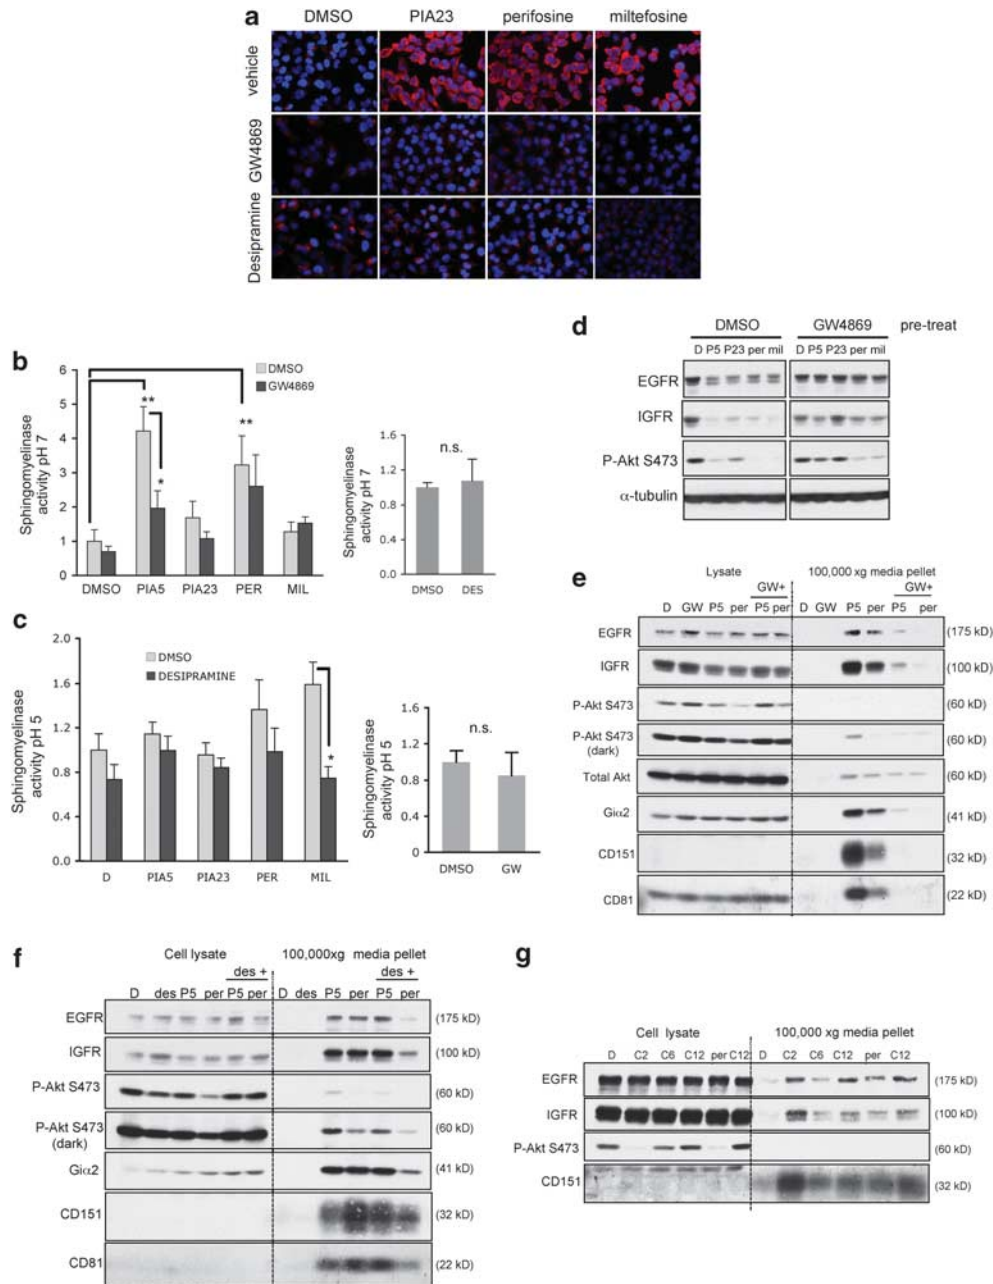 a
DMSO PIA23 perifosine miltefosine
vehicle
GW4869
Desipramine
b
Sphingomyelinase activity pH 7
6
5
4
3
2
1
0
DMSO
GW4869
**
*
**
DMSO PIA5 PIA23 PER MIL
Sphingomyelinase activity pH 7
1.5
1.2
0.9
0.6
0.3
0.0
n.s.
DMSO DES
c
Sphingomyelinase activity pH 5
2.0
1.6
1.2
0.8
0.4
0.0
DMSO
DESIPRAMINE
*
D PIA5 PIA23 PER MIL
Sphingomyelinase activity pH 5
1.5
1.2
0.9
0.6
0.3
0
n.s.
DMSO GW
d
DMSO GW4869 pre-treat
D P5 P23 per mil D P5 P23 per mil
EGFR
IGFR
P-Akt S473
α-tubulin
e
Lysate 100,000 xg media pellet
GW+ GW+
D GW P5 per P5 per D GW P5 per P5 per
EGFR (175 kD)
IGFR (100 kD)
P-Akt S473 (60 kD)
P-Akt S473 (dark) (60 kD)
Total Akt (60 kD)
Giα2 (41 kD)
CD151 (32 kD)
CD81 (22 kD)
f
Cell lysate 100,000xg media pellet
des + des +
D des P5 per P5 per D des P5 per P5 per
EGFR (175 kD)
IGFR (100 kD)
P-Akt S473 (60 kD)
P-Akt S473 (dark) (60 kD)
Giα2 (41 kD)
CD151 (32 kD)
CD81 (22 kD)
g
Cell lysate 100,000 xg media pellet
D C2 C6 C12 per C12 D C2 C6 C12 per C12
EGFR (175 kD)
IGFR (100 kD)
P-Akt S473 (60 kD)
CD151 (32 kD)